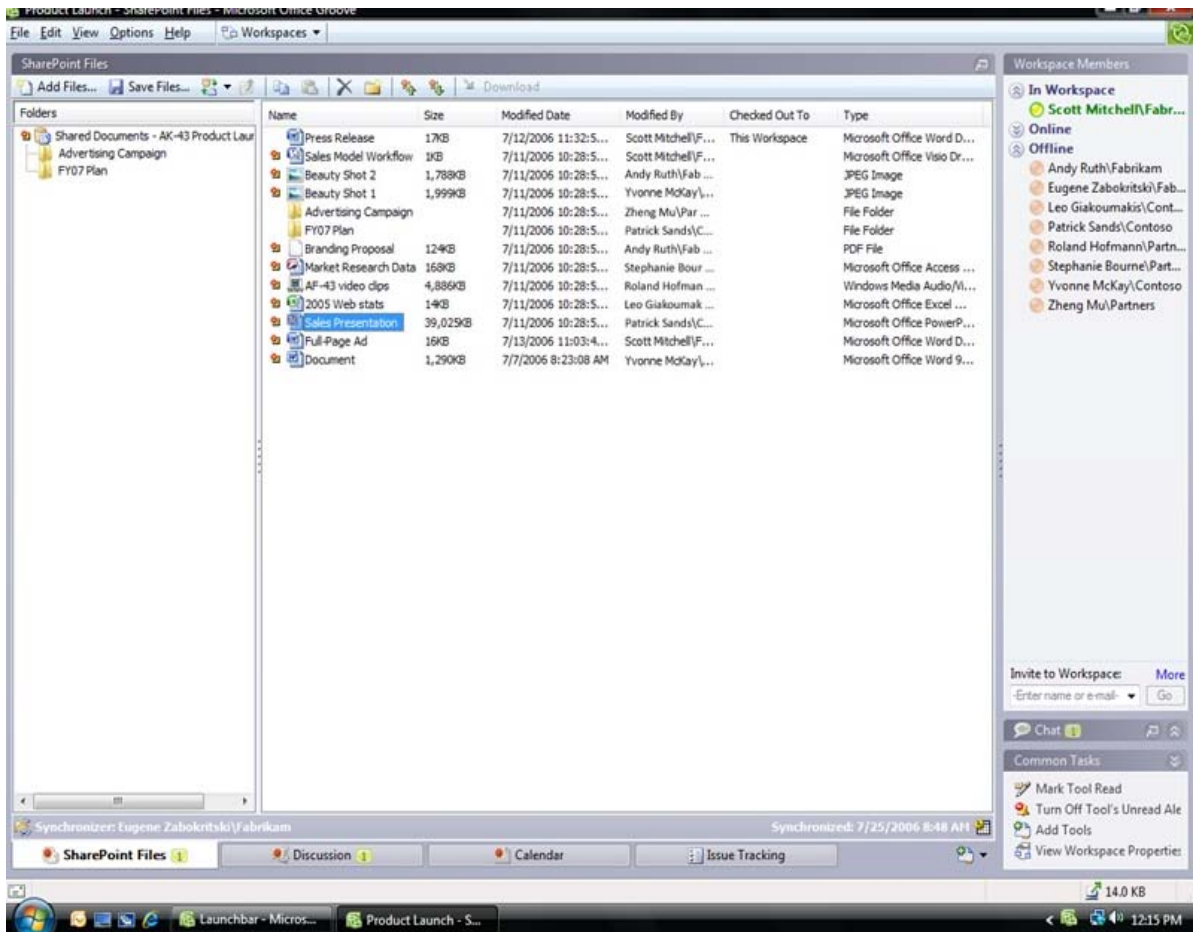 Product Launch - SharePoint Files - Microsoft Office Groove
File Edit View Options Help Workspaces
SharePoint Files
Add Files... Save Files... Download
Folders
Shared Documents - AK-43 Product Laur
Advertising Campaign
FY07 Plan
Name Size Modified Date Modified By Checked Out To Type
Press Release 17KB 7/12/2006 11:32:5... Scott Mitchell\F... This Workspace Microsoft Office Word D...
Sales Model Workflow 1KB 7/11/2006 10:28:5... Scott Mitchell\F... Microsoft Office Visio Dr...
Beauty Shot 2 1,788KB 7/11/2006 10:28:5... Andy Ruth\Fab ... JPEG Image
Beauty Shot 1 1,999KB 7/11/2006 10:28:5... Yvonne McKay\... JPEG Image
Advertising Campaign 7/11/2006 10:28:5... Zheng Mu\Par ... File Folder
FY07 Plan 7/11/2006 10:28:5... Patrick Sands\C... File Folder
Branding Proposal 124KB 7/11/2006 10:28:5... Andy Ruth\Fab ... PDF File
Market Research Data 168KB 7/11/2006 10:28:5... Stephanie Bour ... Microsoft Office Access ...
AF-43 video clips 4,886KB 7/11/2006 10:28:5... Roland Hofman ... Windows Media Audio/Vi...
2005 Web stats 14KB 7/11/2006 10:28:5... Leo Giakoumak ... Microsoft Office Excel ...
Sales Presentation 39,025KB 7/11/2006 10:28:5... Patrick Sands\C... Microsoft Office PowerP...
Full-Page Ad 16KB 7/13/2006 11:03:4... Scott Mitchell\F... Microsoft Office Word D...
Document 1,290KB 7/7/2006 8:23:08 AM Yvonne McKay\... Microsoft Office Word 9...
Workspace Members
In Workspace
Scott Mitchell\Fabr...
Online
Offline
Andy Ruth\Fabrikam
Eugene Zabokritski\Fab...
Leo Giakoumakis\Cont...
Patrick Sands\Contoso
Roland Hofmann\Partn...
Stephanie Bourne\Part...
Yvonne McKay\Contoso
Zheng Mu\Partners
Invite to Workspace: More
-Enter name or e-mail- Go
Chat 1
Common Tasks
Mark Tool Read
Turn Off Tool's Unread Ale
Add Tools
View Workspace Properties
Synchronizer: Eugene Zabokritski\Fabrikam Synchronized: 7/25/2006 8:48 AM
SharePoint Files 1 Discussion 1 Calendar Issue Tracking
14.0 KB
Launchbar - Micros... Product Launch - S... 12:15 PM